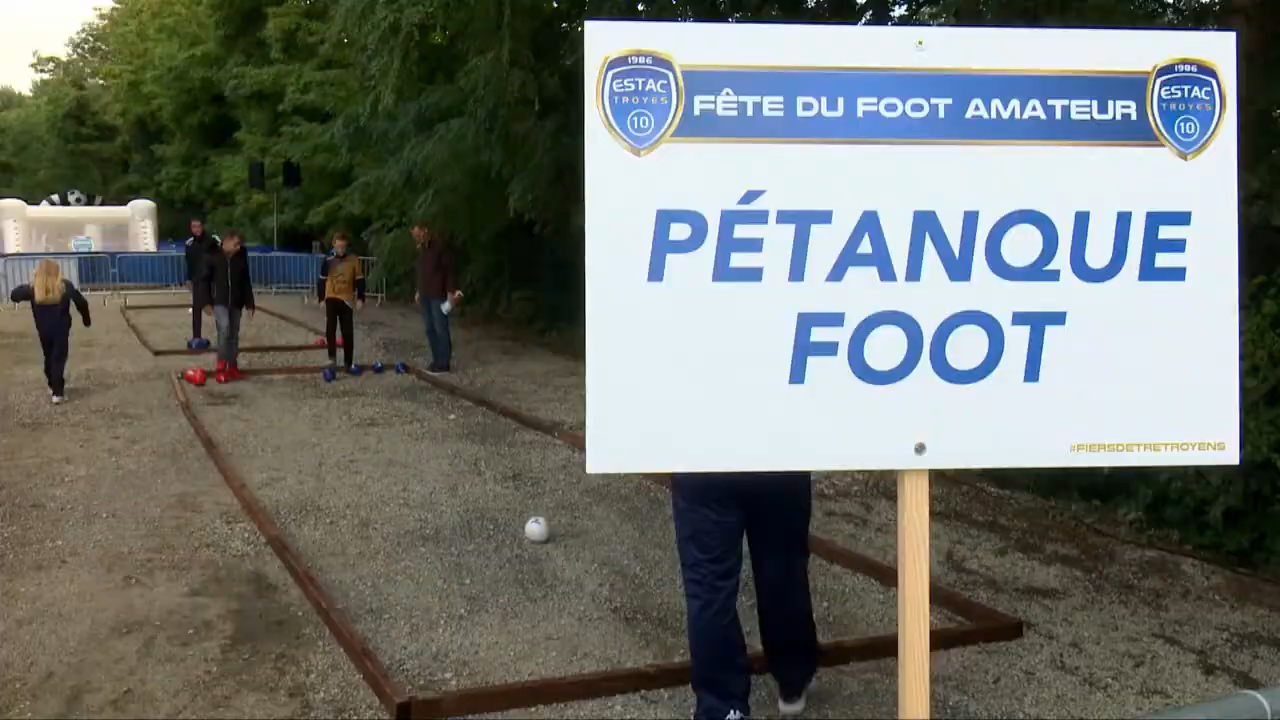 1986
ESTAC
TROYES
10
FÊTE DU FOOT AMATEUR
1986
ESTAC
TROYES
10
PÉTANQUE
FOOT
#FIERSDETRETROYENS